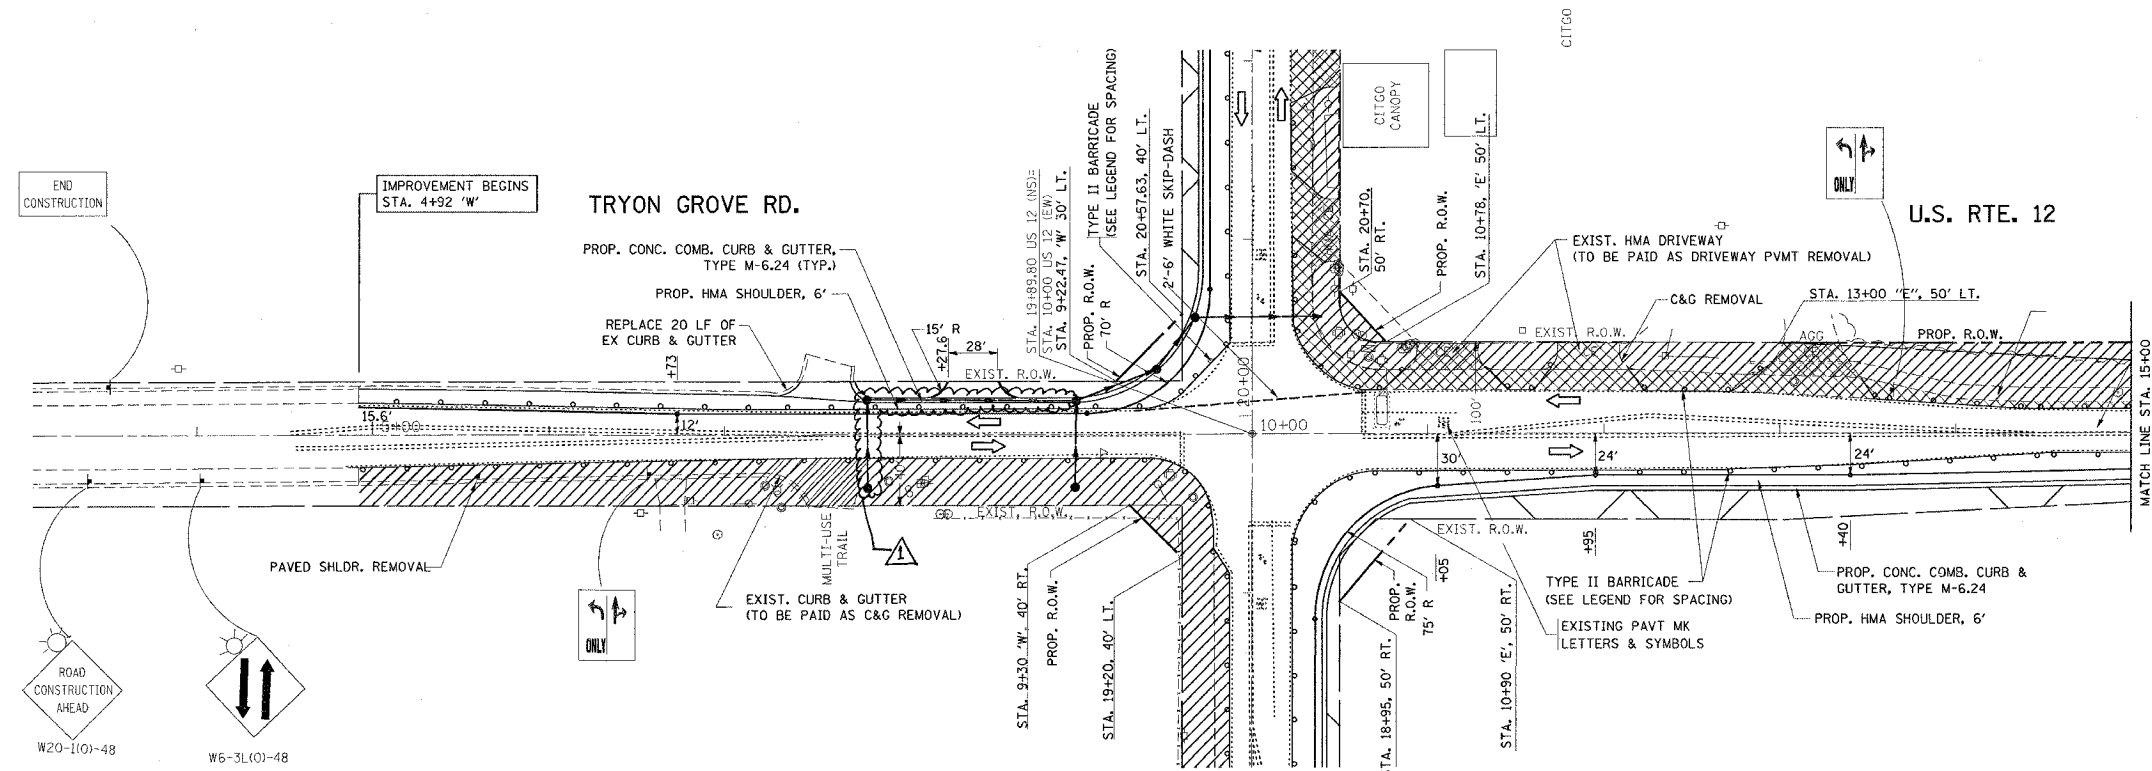 CITGO
CITGO
CANOPY
END
CONSTRUCTION
IMPROVEMENT BEGINS
STA. 4+92 'W'
TRYON GROVE RD.
U.S. RTE. 12
ONLY
PROP. CONC. COMB. CURB & GUTTER,
TYPE M-6.24 (TYP.)
PROP. HMA SHOULDER, 6'
REPLACE 20 LF OF
EX CURB & GUTTER
15' R
+27.6
28'
+73
EXIST. R.O.W.
STA. 19+89.80 US 12 (NS)=
STA. 10+00 US 12 (EW)
STA. 9+22.47, 'W' 30' LT.
PROP. R.O.W.
70' R
TYPE II BARRICADE
(SEE LEGEND FOR SPACING)
STA. 20+57.63, 40' LT.
2'-6' WHITE SKIP-DASH
STA. 20+70,
50' RT.
PROP. R.O.W.
STA. 10+78, 'E' 50' LT.
EXIST. HMA DRIVEWAY
(TO BE PAID AS DRIVEWAY PVMT REMOVAL)
C&G REMOVAL
STA. 13+00 "E", 50' LT.
EXIST. R.O.W.
AGG
PROP. R.O.W.
MATCH LINE STA. 15+00
15.6'
5+00
12'
40'
10+00
100'
30'
24'
24'
EXIST. R.O.W.
EXIST. R.O.W.
PAVED SHLDR. REMOVAL
MULTI-USE
TRAIL
1
EXIST. CURB & GUTTER
(TO BE PAID AS C&G REMOVAL)
ONLY
STA. 9+30 'W', 40' RT.
PROP. R.O.W.
STA. 19+20, 40' LT.
STA. 18+95, 50' RT.
PROP.
R.O.W.
75' R
+05
STA. 10+90 'E', 50' RT.
+95
+40
TYPE II BARRICADE
(SEE LEGEND FOR SPACING)
EXISTING PAVT MK
LETTERS & SYMBOLS
PROP. CONC. COMB. CURB &
GUTTER, TYPE M-6.24
PROP. HMA SHOULDER, 6'
ROAD
CONSTRUCTION
AHEAD
W20-1(O)-48
W6-3L(O)-48